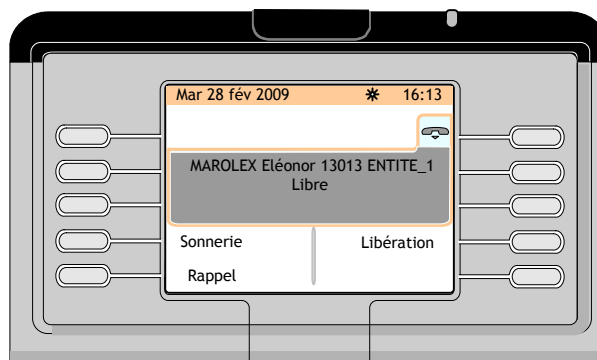 Mar 28 fév 2009 16:13
MAROLEX Eléonor 13013 ENTITE_1
Libre
Sonnerie Libération
Rappel